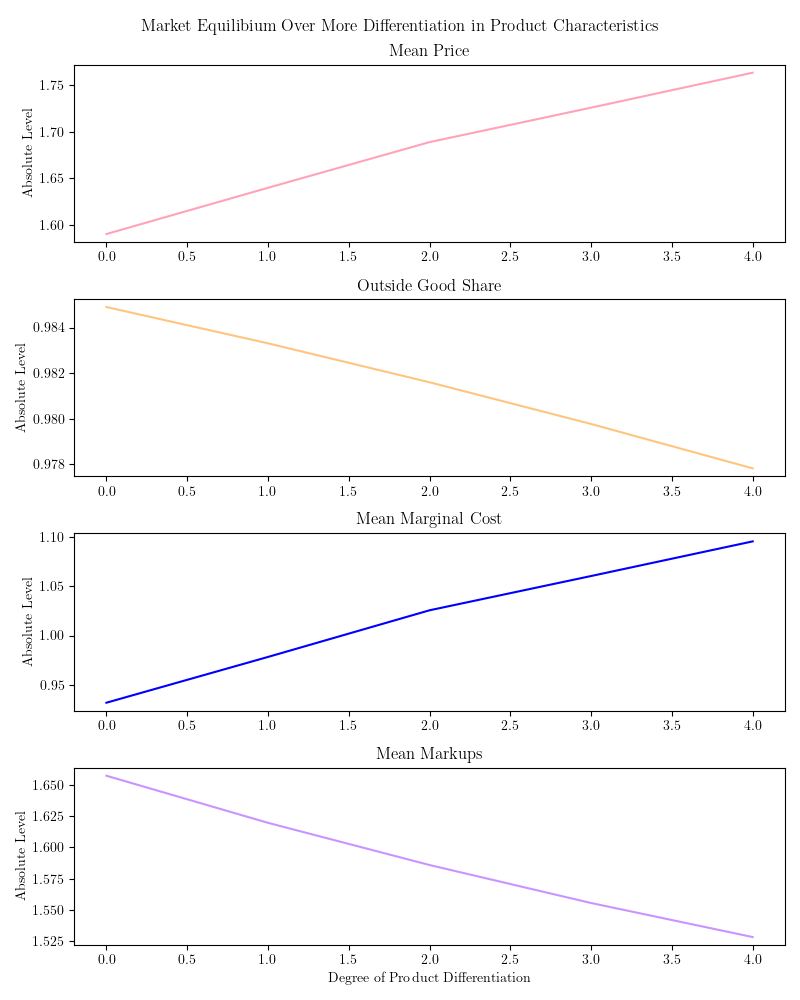 Market Equilibium Over More Differentiation in Product Characteristics
Mean Price
Absolute Level
1.75
1.70
1.65
1.60
0.0 0.5 1.0 1.5 2.0 2.5 3.0 3.5 4.0
Outside Good Share
Absolute Level
0.984
0.982
0.980
0.978
0.0 0.5 1.0 1.5 2.0 2.5 3.0 3.5 4.0
Mean Marginal Cost
Absolute Level
1.10
1.05
1.00
0.95
0.0 0.5 1.0 1.5 2.0 2.5 3.0 3.5 4.0
Mean Markups
Absolute Level
1.650
1.625
1.600
1.575
1.550
1.525
0.0 0.5 1.0 1.5 2.0 2.5 3.0 3.5 4.0
Degree of Product Differentiation